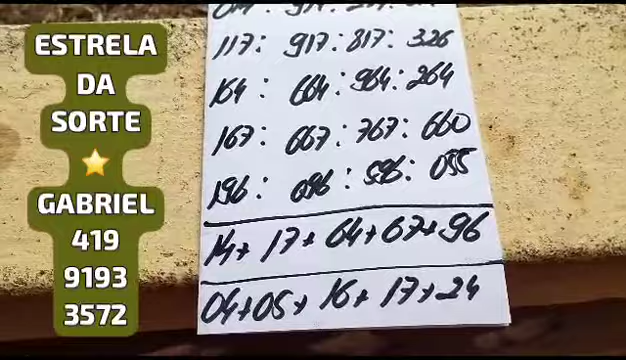 ESTRELA
DA
SORTE
GABRIEL
419
9193
3572
117: 917: 817: 326
164: 664: 964: 264
167: 667: 767: 660
196: 696: 596: 055
14+ 17+ 64+ 67+ 96
04+05+ 16+ 17+ 24